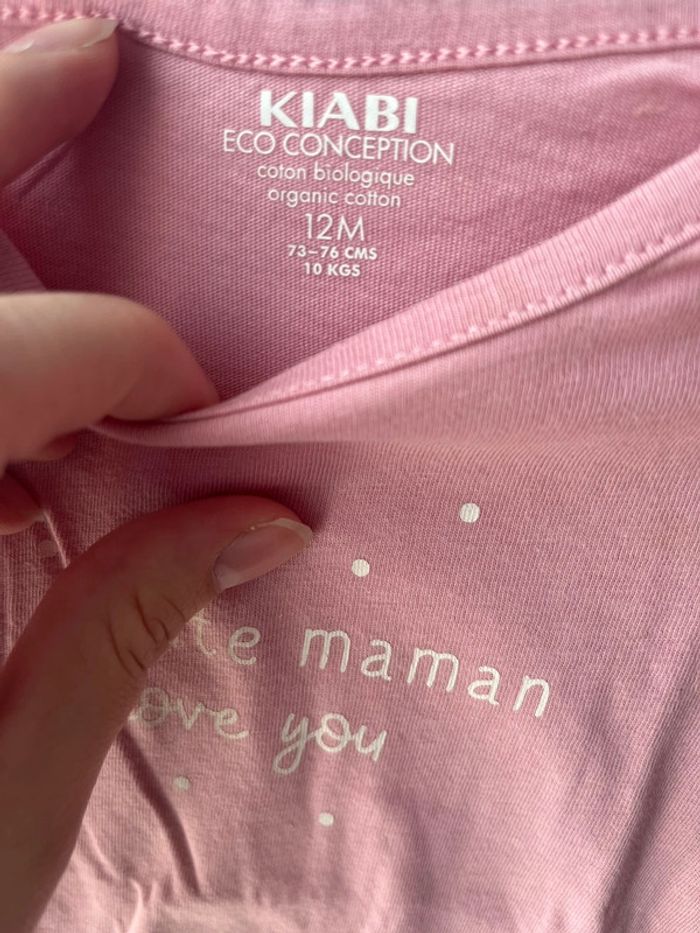 KIABI
ECO CONCEPTION
coton biologique
organic cotton
12M
73-76 CMS
10 KGS
maman
you